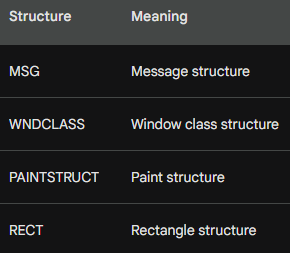 Structure Meaning
MSG Message structure
WNDCLASS Window class structure
PAINTSTRUCT Paint structure
RECT Rectangle structure